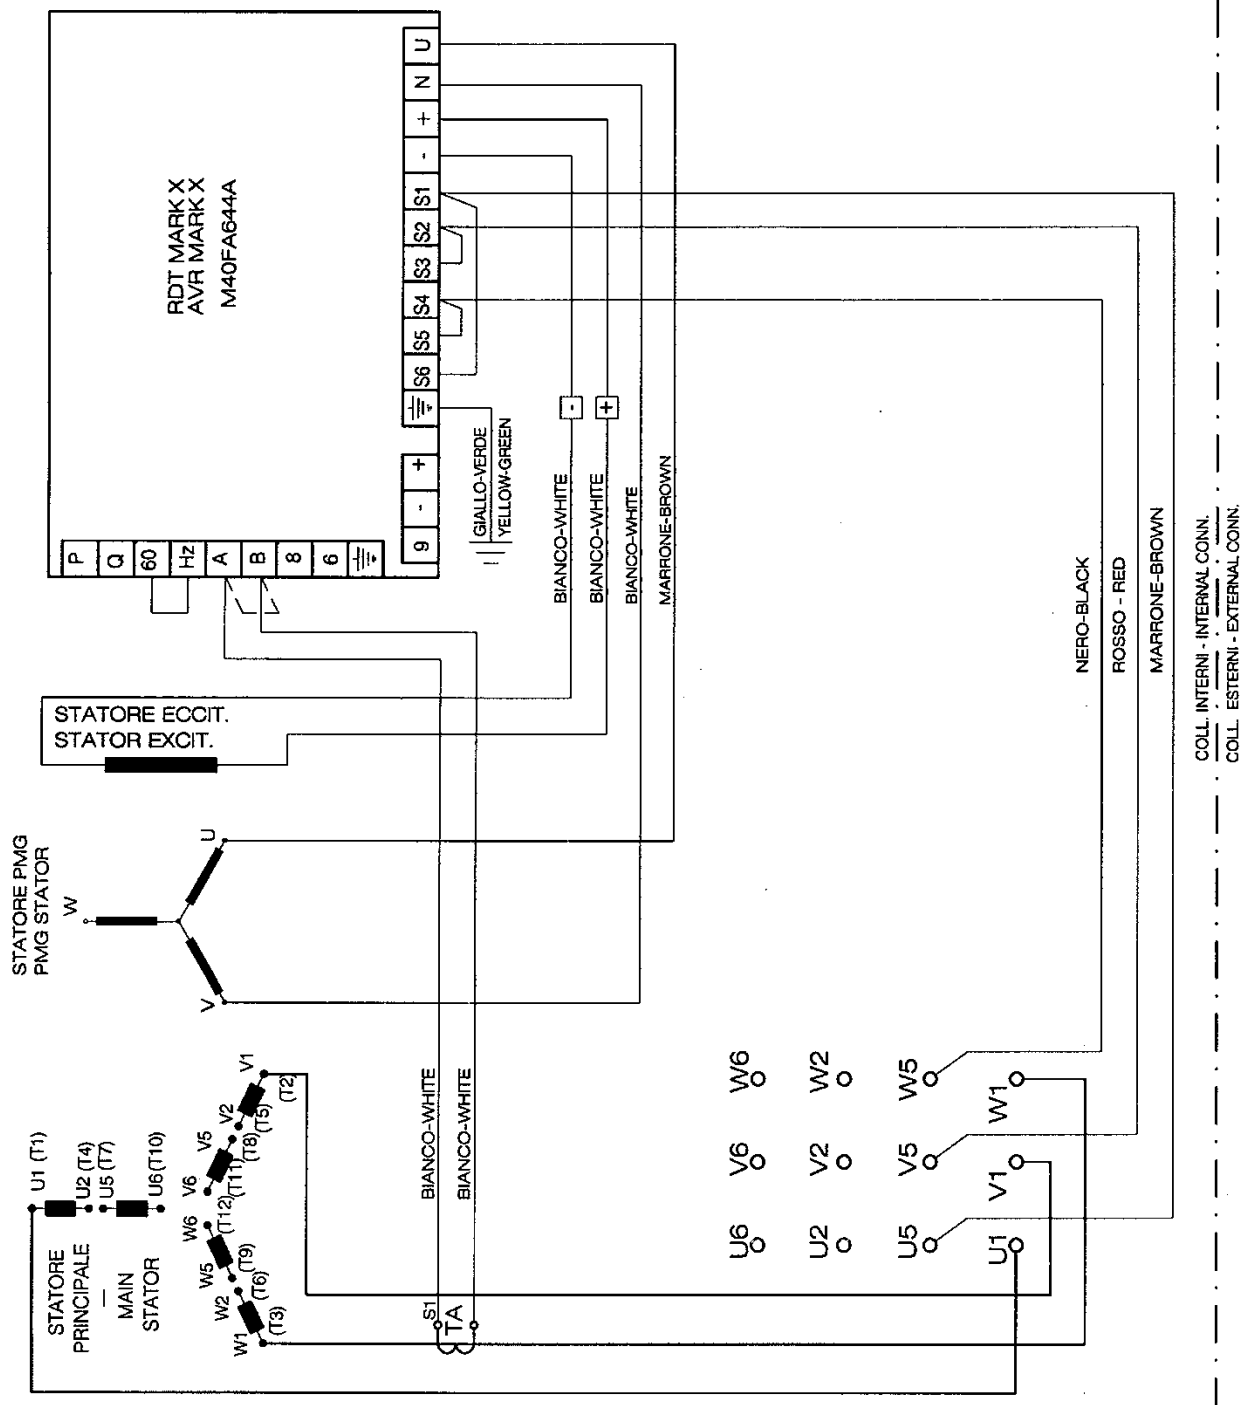 RDT MARK X
AVR MARK X
M40FA644A
U
N
+
-
S1
S2
S3
S4
S5
S6
+
-
9
P
Q
60
Hz
A
B
8
6
GIALLO-VERDE
YELLOW-GREEN
-
+
BIANCO-WHITE
BIANCO-WHITE
BIANCO-WHITE
MARRONE-BROWN
NERO-BLACK
ROSSO - RED
MARRONE-BROWN
COLL. INTERNI - INTERNAL CONN.
COLL. ESTERNI - EXTERNAL CONN.
STATORE ECCIT.
STATOR EXCIT.
STATORE PMG
PMG STATOR
W
U
V
STATORE
PRINCIPALE
—
MAIN
STATOR
U1 (T1)
U2 (T4)
U5 (T7)
U6 (T10)
V1
(T2)
V2
(T5)
V5
(T8)
V6
(T11)
W6
(T12)
W5
(T9)
W2
(T6)
W1
(T3)
BIANCO-WHITE
BIANCO-WHITE
S1
TA
W6
W2
W5
W1
V6
V2
V5
V1
U6
U2
U5
U1